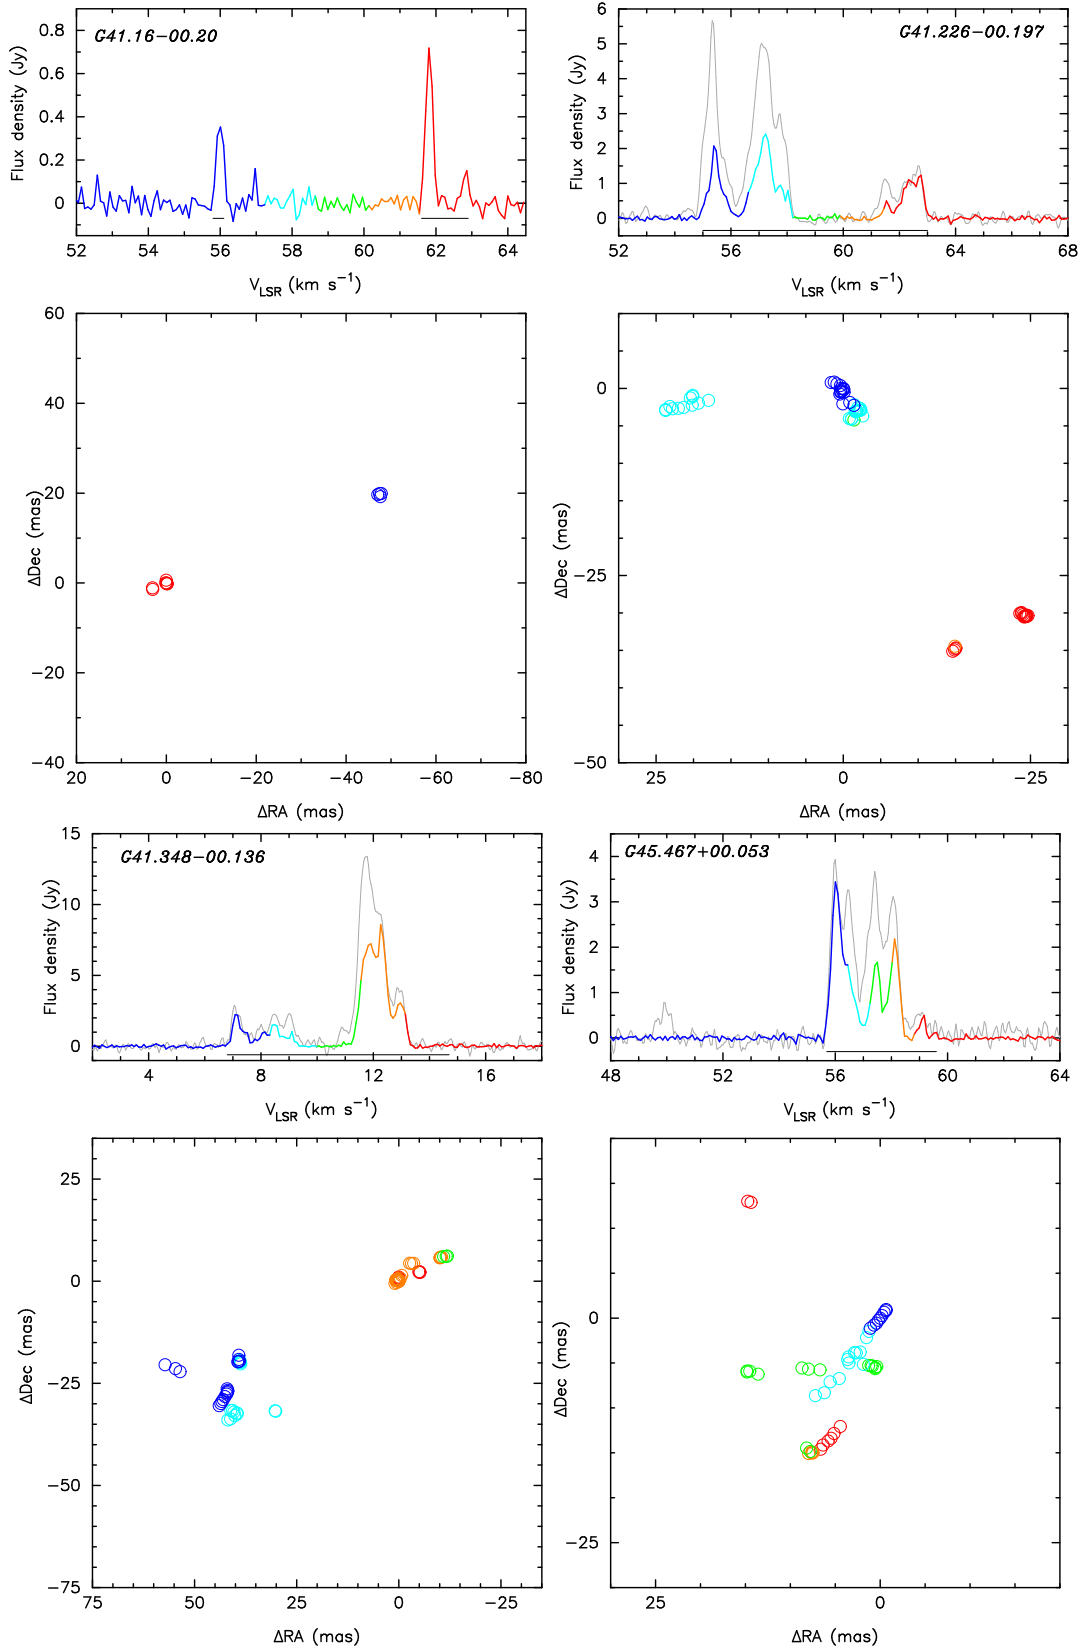 G41.16−00.20
0.8
0.6
0.4
0.2
0
Flux density (Jy)
52 54 56 58 60 62 64
V_LSR (km s⁻¹)
60
40
20
0
−20
−40
ΔDec (mas)
20 0 −20 −40 −60 −80
ΔRA (mas)
G41.226−00.197
6
5
4
3
2
1
0
Flux density (Jy)
52 56 60 64 68
V_LSR (km s⁻¹)
0
−25
−50
ΔDec (mas)
25 0 −25
ΔRA (mas)
G41.348−00.136
15
10
5
0
Flux density (Jy)
4 8 12 16
V_LSR (km s⁻¹)
25
0
−25
−50
−75
ΔDec (mas)
75 50 25 0 −25
ΔRA (mas)
G45.467+00.053
4
3
2
1
0
Flux density (Jy)
48 52 56 60 64
V_LSR (km s⁻¹)
0
−25
ΔDec (mas)
25 0
ΔRA (mas)